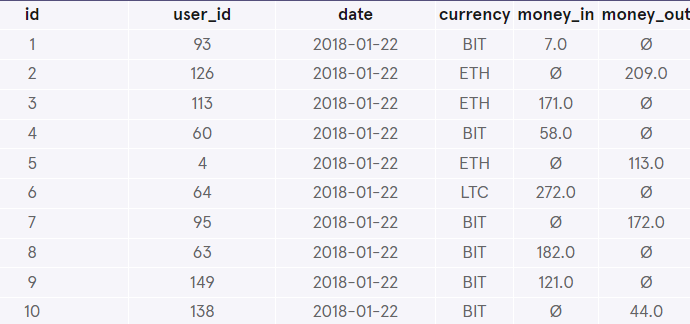 id user_id date currency money_in money_out
1 93 2018-01-22 BIT 7.0 Ø
2 126 2018-01-22 ETH Ø 209.0
3 113 2018-01-22 ETH 171.0 Ø
4 60 2018-01-22 BIT 58.0 Ø
5 4 2018-01-22 ETH Ø 113.0
6 64 2018-01-22 LTC 272.0 Ø
7 95 2018-01-22 BIT Ø 172.0
8 63 2018-01-22 BIT 182.0 Ø
9 149 2018-01-22 BIT 121.0 Ø
10 138 2018-01-22 BIT Ø 44.0